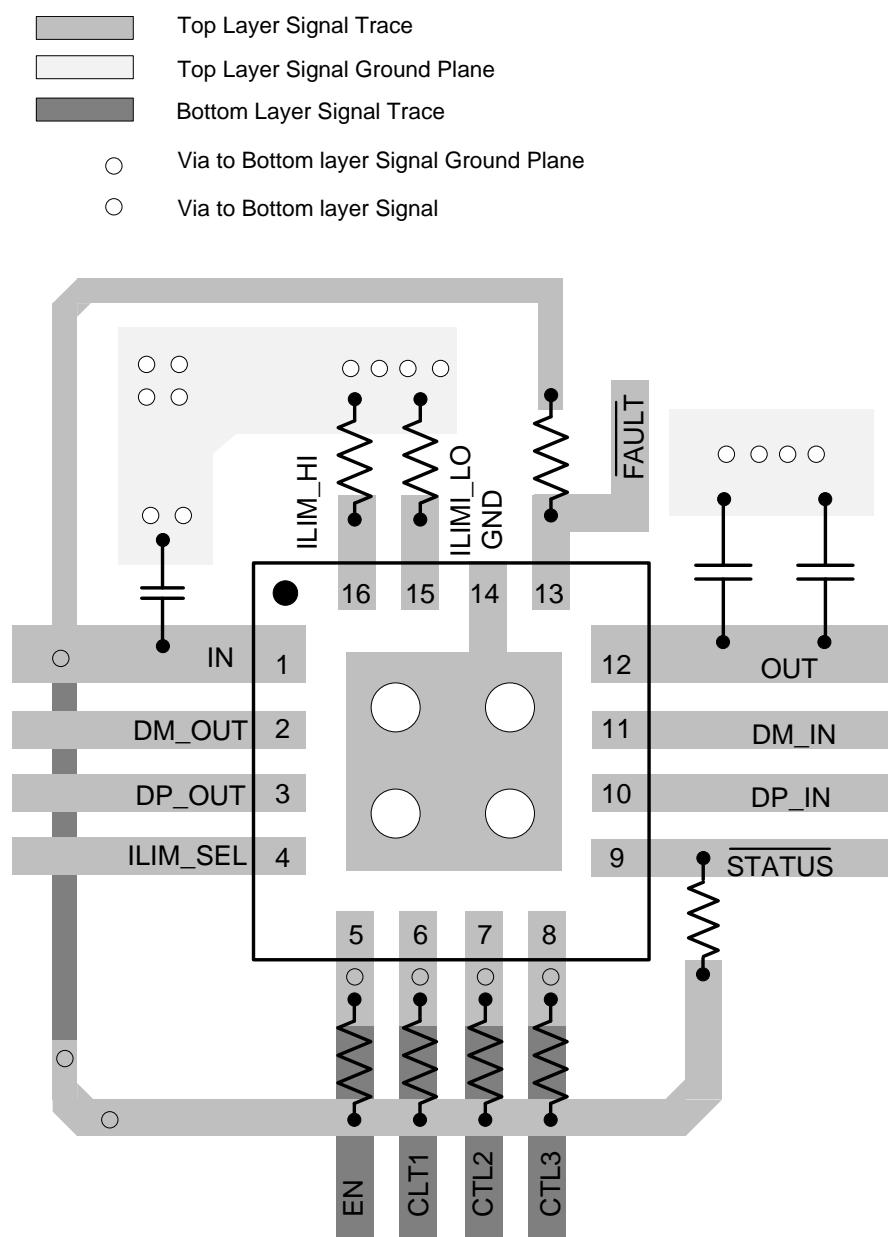 Top Layer Signal Trace
Top Layer Signal Ground Plane
Bottom Layer Signal Trace
Via to Bottom layer Signal Ground Plane
Via to Bottom layer Signal
ILIM_HI
ILIMI_LO
GND
FAULT
16
15
14
13
IN
1
12
OUT
DM_OUT
2
11
DM_IN
DP_OUT
3
10
DP_IN
ILIM_SEL
4
9
STATUS
5
6
7
8
EN
CLT1
CTL2
CTL3